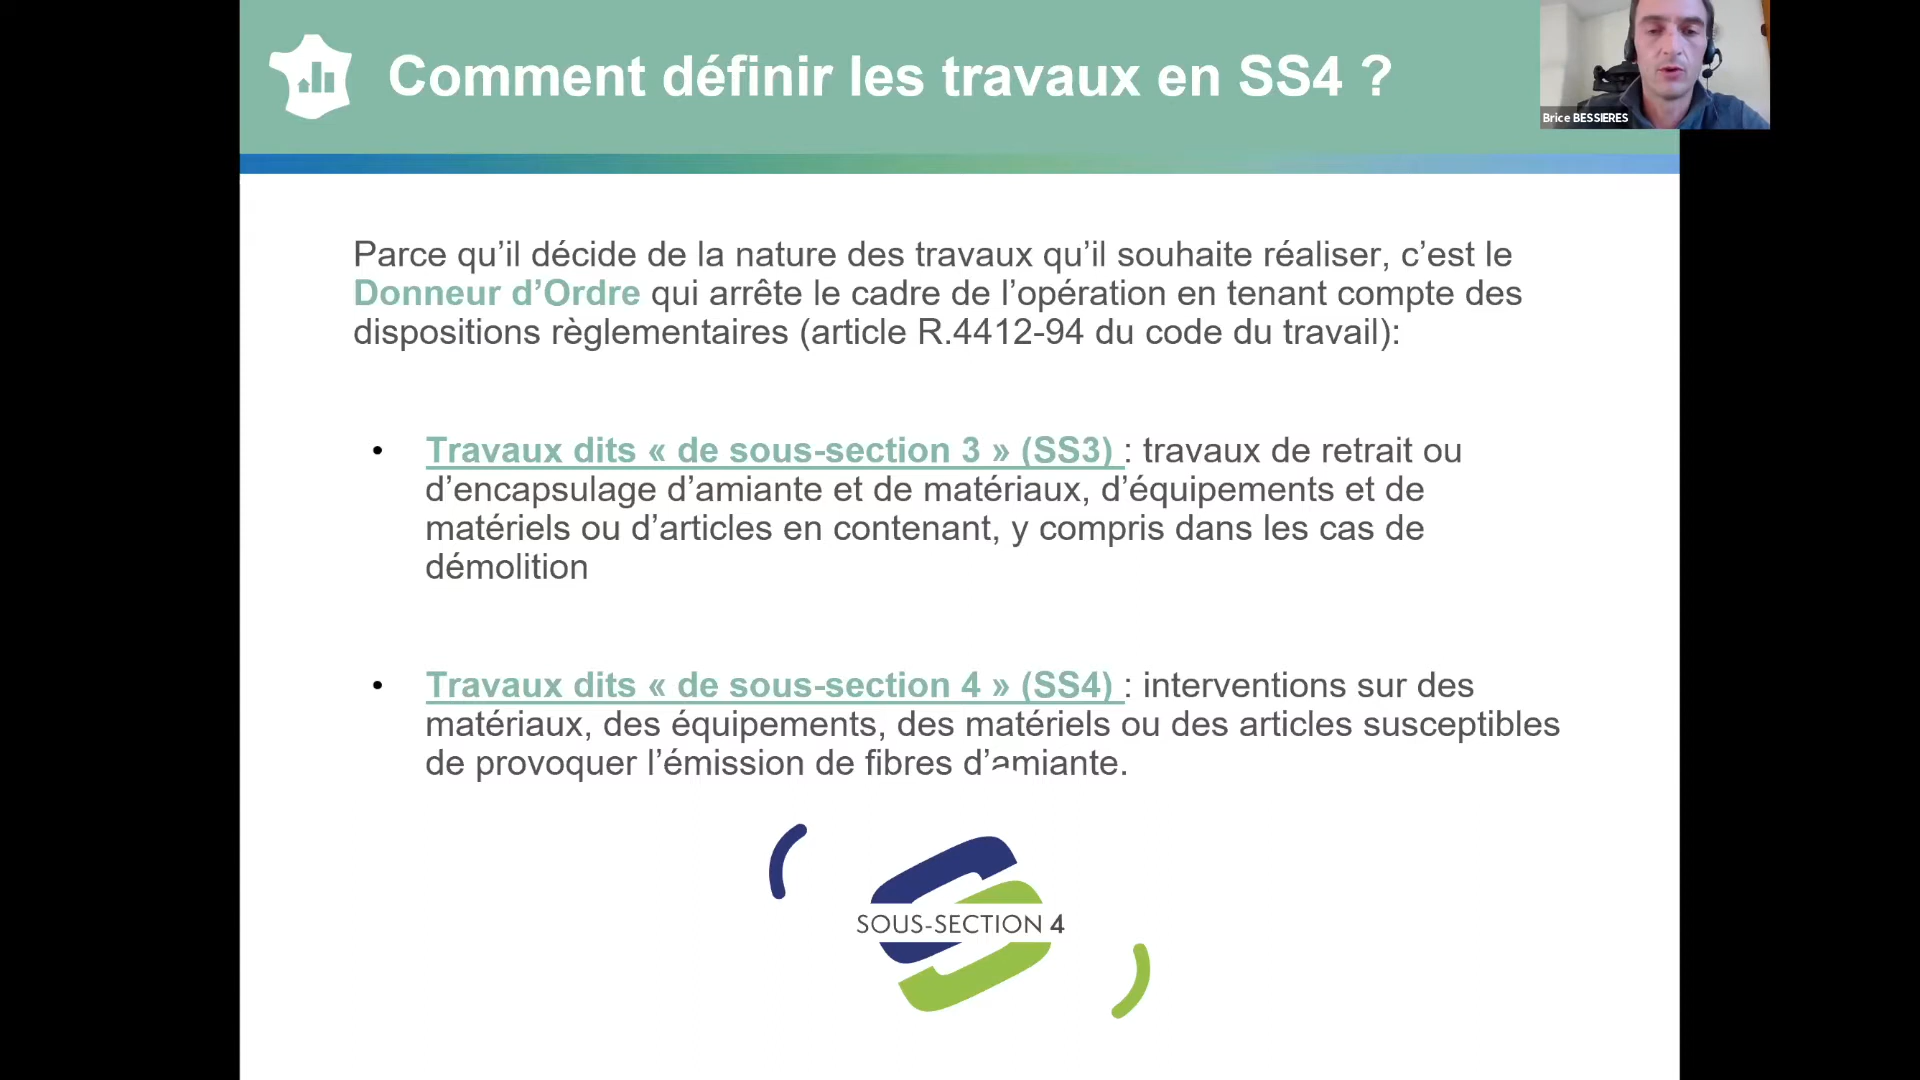 Comment définir les travaux en SS4 ?
Brice BESSIERES
Parce qu’il décide de la nature des travaux qu’il souhaite réaliser, c’est le
Donneur d’Ordre qui arrête le cadre de l’opération en tenant compte des
dispositions règlementaires (article R.4412-94 du code du travail):
• Travaux dits « de sous-section 3 » (SS3) : travaux de retrait ou
d’encapsulage d’amiante et de matériaux, d’équipements et de
matériels ou d’articles en contenant, y compris dans les cas de
démolition
• Travaux dits « de sous-section 4 » (SS4) : interventions sur des
matériaux, des équipements, des matériels ou des articles susceptibles
de provoquer l’émission de fibres d’amiante.
SOUS-SECTION 4